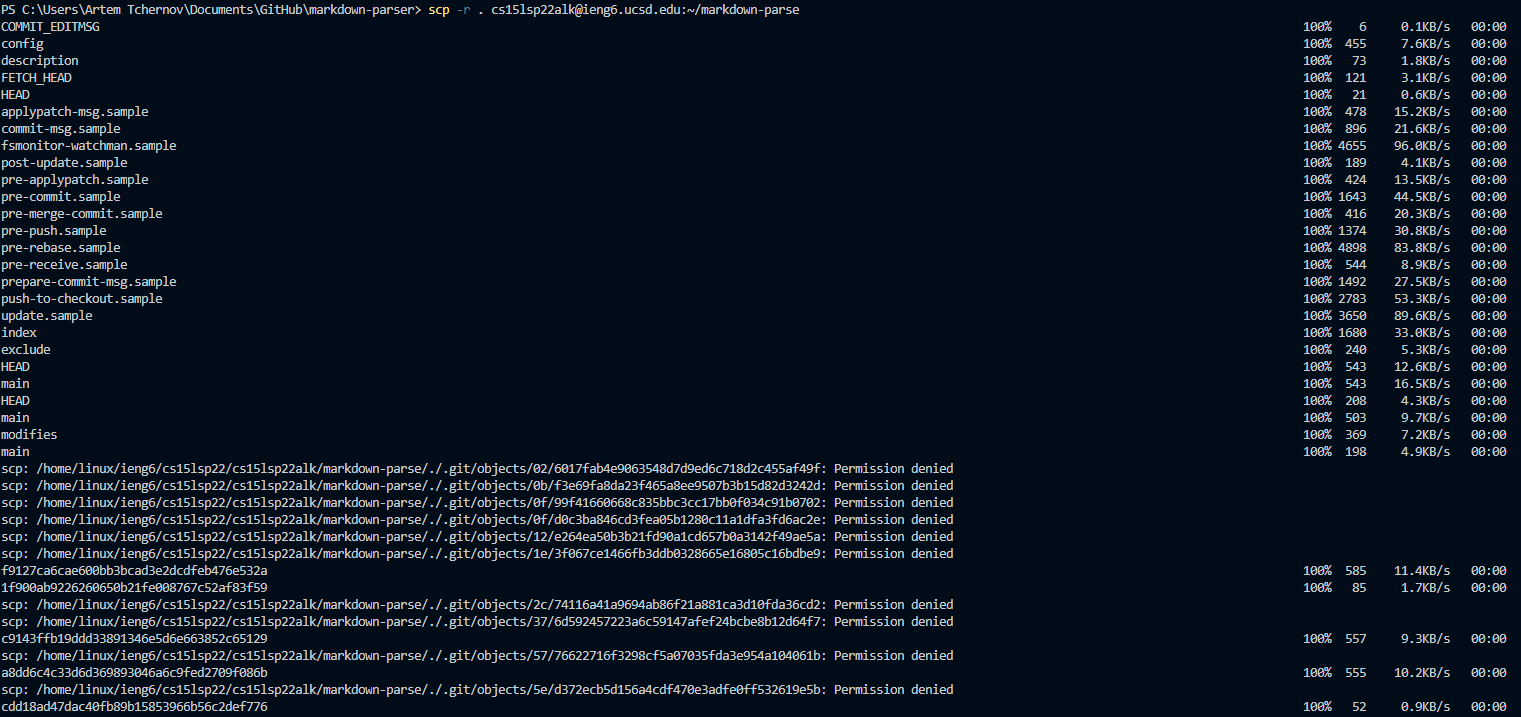 PS C:\Users\Artem Tchernov\Documents\GitHub\markdown-parser> scp -r . cs15lsp22alk@ieng6.ucsd.edu:~/markdown-parse
COMMIT_EDITMSG 100% 6 0.1KB/s 00:00
config 100% 455 7.6KB/s 00:00
description 100% 73 1.8KB/s 00:00
FETCH_HEAD 100% 121 3.1KB/s 00:00
HEAD 100% 21 0.6KB/s 00:00
applypatch-msg.sample 100% 478 15.2KB/s 00:00
commit-msg.sample 100% 896 21.6KB/s 00:00
fsmonitor-watchman.sample 100% 4655 96.0KB/s 00:00
post-update.sample 100% 189 4.1KB/s 00:00
pre-applypatch.sample 100% 424 13.5KB/s 00:00
pre-commit.sample 100% 1643 44.5KB/s 00:00
pre-merge-commit.sample 100% 416 20.3KB/s 00:00
pre-push.sample 100% 1374 30.8KB/s 00:00
pre-rebase.sample 100% 4898 83.8KB/s 00:00
pre-receive.sample 100% 544 8.9KB/s 00:00
prepare-commit-msg.sample 100% 1492 27.5KB/s 00:00
push-to-checkout.sample 100% 2783 53.3KB/s 00:00
update.sample 100% 3650 89.6KB/s 00:00
index 100% 1680 33.0KB/s 00:00
exclude 100% 240 5.3KB/s 00:00
HEAD 100% 543 12.6KB/s 00:00
main 100% 543 16.5KB/s 00:00
HEAD 100% 208 4.3KB/s 00:00
main 100% 503 9.7KB/s 00:00
modifies 100% 369 7.2KB/s 00:00
main 100% 198 4.9KB/s 00:00
scp: /home/linux/ieng6/cs15lsp22/cs15lsp22alk/markdown-parse/./.git/objects/02/6017fab4e9063548d7d9ed6c718d2c455af49f: Permission denied
scp: /home/linux/ieng6/cs15lsp22/cs15lsp22alk/markdown-parse/./.git/objects/0b/f3e69fa8da23f465a8ee9507b3b15d82d3242d: Permission denied
scp: /home/linux/ieng6/cs15lsp22/cs15lsp22alk/markdown-parse/./.git/objects/0f/99f41660668c835bbc3cc17bb0f034c91b0702: Permission denied
scp: /home/linux/ieng6/cs15lsp22/cs15lsp22alk/markdown-parse/./.git/objects/0f/d0c3ba846cd3fea05b1280c11a1dfa3fd6ac2e: Permission denied
scp: /home/linux/ieng6/cs15lsp22/cs15lsp22alk/markdown-parse/./.git/objects/12/e264ea50b3b21fd90a1cd657b0a3142f49ae5a: Permission denied
scp: /home/linux/ieng6/cs15lsp22/cs15lsp22alk/markdown-parse/./.git/objects/1e/3f067ce1466fb3ddb0328665e16805c16bdbe9: Permission denied
f9127ca6cae600bb3bcad3e2dcdfeb476e532a 100% 585 11.4KB/s 00:00
1f900ab9226260650b21fe008767c52af83f59 100% 85 1.7KB/s 00:00
scp: /home/linux/ieng6/cs15lsp22/cs15lsp22alk/markdown-parse/./.git/objects/2c/74116a41a9694ab86f21a881ca3d10fda36cd2: Permission denied
scp: /home/linux/ieng6/cs15lsp22/cs15lsp22alk/markdown-parse/./.git/objects/37/6d592457223a6c59147afef24bcbe8b12d64f7: Permission denied
c9143ffb19ddd33891346e5d6e663852c65129 100% 557 9.3KB/s 00:00
scp: /home/linux/ieng6/cs15lsp22/cs15lsp22alk/markdown-parse/./.git/objects/57/76622716f3298cf5a07035fda3e954a104061b: Permission denied
a8dd6c4c33d6d369893046a6c9fed2709f086b 100% 555 10.2KB/s 00:00
scp: /home/linux/ieng6/cs15lsp22/cs15lsp22alk/markdown-parse/./.git/objects/5e/d372ecb5d156a4cdf470e3adfe0ff532619e5b: Permission denied
cdd18ad47dac40fb89b15853966b56c2def776 100% 52 0.9KB/s 00:00